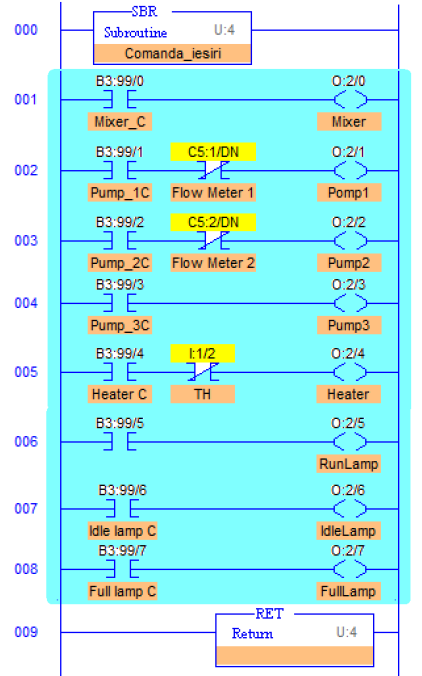 SBR
000 Subroutine U:4
Comanda_iesiri
B3:99/0 O:2/0
001
Mixer_C Mixer
B3:99/1 C5:1/DN O:2/1
002
Pump_1C Flow Meter 1 Pomp1
B3:99/2 C5:2/DN O:2/2
003
Pump_2C Flow Meter 2 Pump2
B3:99/3 O:2/3
004
Pump_3C Pump3
B3:99/4 I:1/2 O:2/4
005
Heater C TH Heater
B3:99/5 O:2/5
006
RunLamp
B3:99/6 O:2/6
007
Idle lamp C IdleLamp
B3:99/7 O:2/7
008
Full lamp C FullLamp
RET
009 Return U:4